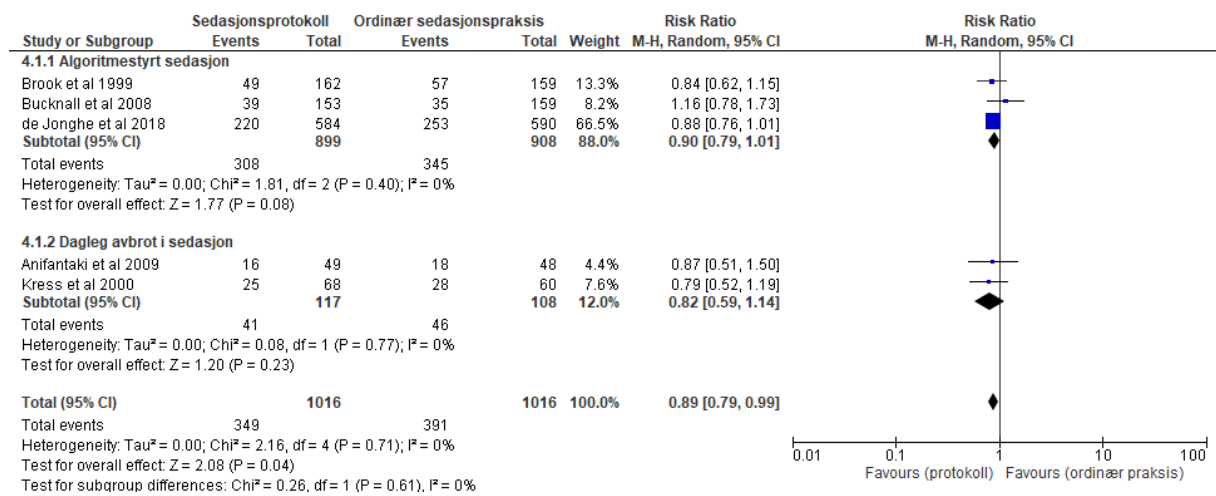 Sedasjonsprotokoll Ordinær sedasjonspraksis Risk Ratio Risk Ratio
Study or Subgroup Events Total Events Total Weight M-H, Random, 95% CI M-H, Random, 95% CI
4.1.1 Algoritmestyrt sedasjon
Brook et al 1999 49 162 57 159 13.3% 0.84 [0.62, 1.15]
Bucknall et al 2008 39 153 35 159 8.2% 1.16 [0.78, 1.73]
de Jonghe et al 2018 220 584 253 590 66.5% 0.88 [0.76, 1.01]
Subtotal (95% CI) 899 908 88.0% 0.90 [0.79, 1.01]
Total events 308 345
Heterogeneity: Tau² = 0.00; Chi² = 1.81, df = 2 (P = 0.40); I² = 0%
Test for overall effect: Z = 1.77 (P = 0.08)
4.1.2 Dagleg avbrot i sedasjon
Anifantaki et al 2009 16 49 18 48 4.4% 0.87 [0.51, 1.50]
Kress et al 2000 25 68 28 60 7.6% 0.79 [0.52, 1.19]
Subtotal (95% CI) 117 108 12.0% 0.82 [0.59, 1.14]
Total events 41 46
Heterogeneity: Tau² = 0.00; Chi² = 0.08, df = 1 (P = 0.77); I² = 0%
Test for overall effect: Z = 1.20 (P = 0.23)
Total (95% CI) 1016 1016 100.0% 0.89 [0.79, 0.99]
Total events 349 391
Heterogeneity: Tau² = 0.00; Chi² = 2.16, df = 4 (P = 0.71); I² = 0%
Test for overall effect: Z = 2.08 (P = 0.04)
Test for subgroup differences: Chi² = 0.26, df = 1 (P = 0.61), I² = 0%
0.01 0.1 1 10 100
Favours (protokoll) Favours (ordinær praksis)